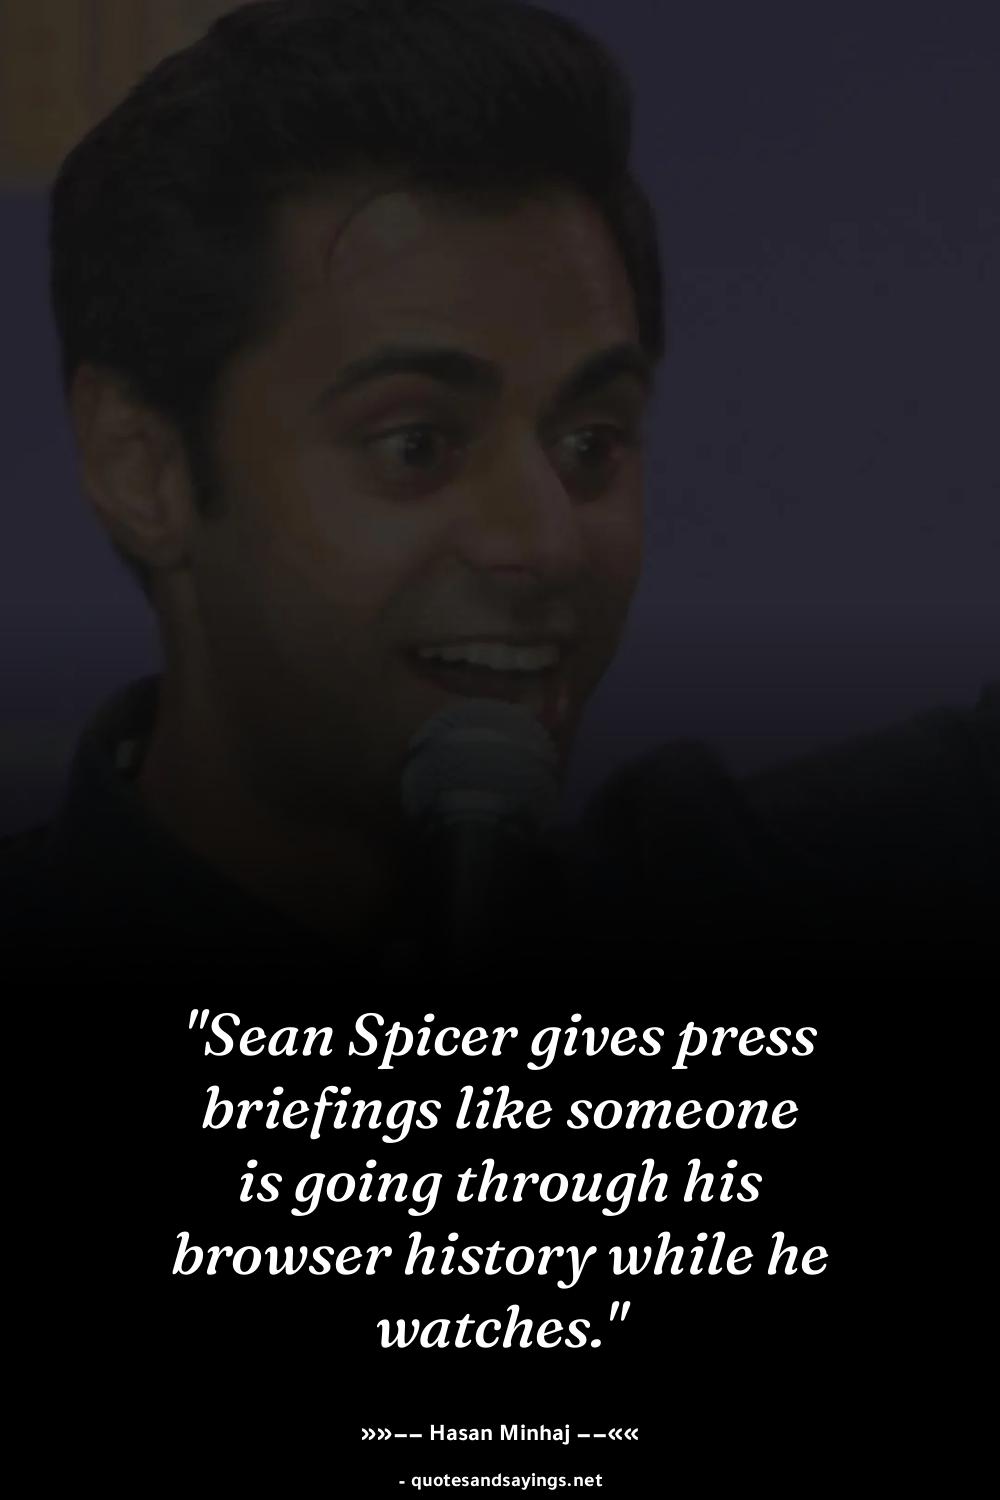 "Sean Spicer gives press
briefings like someone
is going through his
browser history while he
watches."
»»−− Hasan Minhaj −−««
- quotesandsayings.net